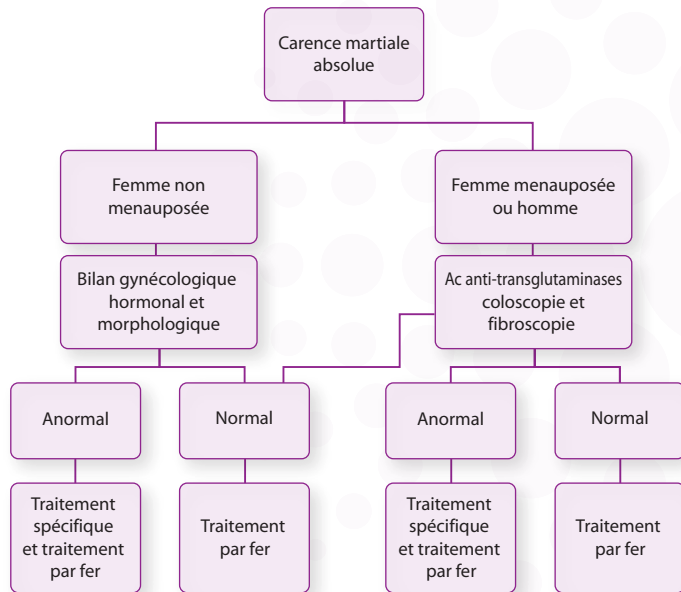 Carence martiale
absolue
Femme non
menauposée
Femme menauposée
ou homme
Bilan gynécologique
hormonal et
morphologique
Ac anti-transglutaminases
coloscopie et
fibroscopie
Anormal
Normal
Anormal
Normal
Traitement
spécifique
et traitement
par fer
Traitement
par fer
Traitement
spécifique
et traitement
par fer
Traitement
par fer